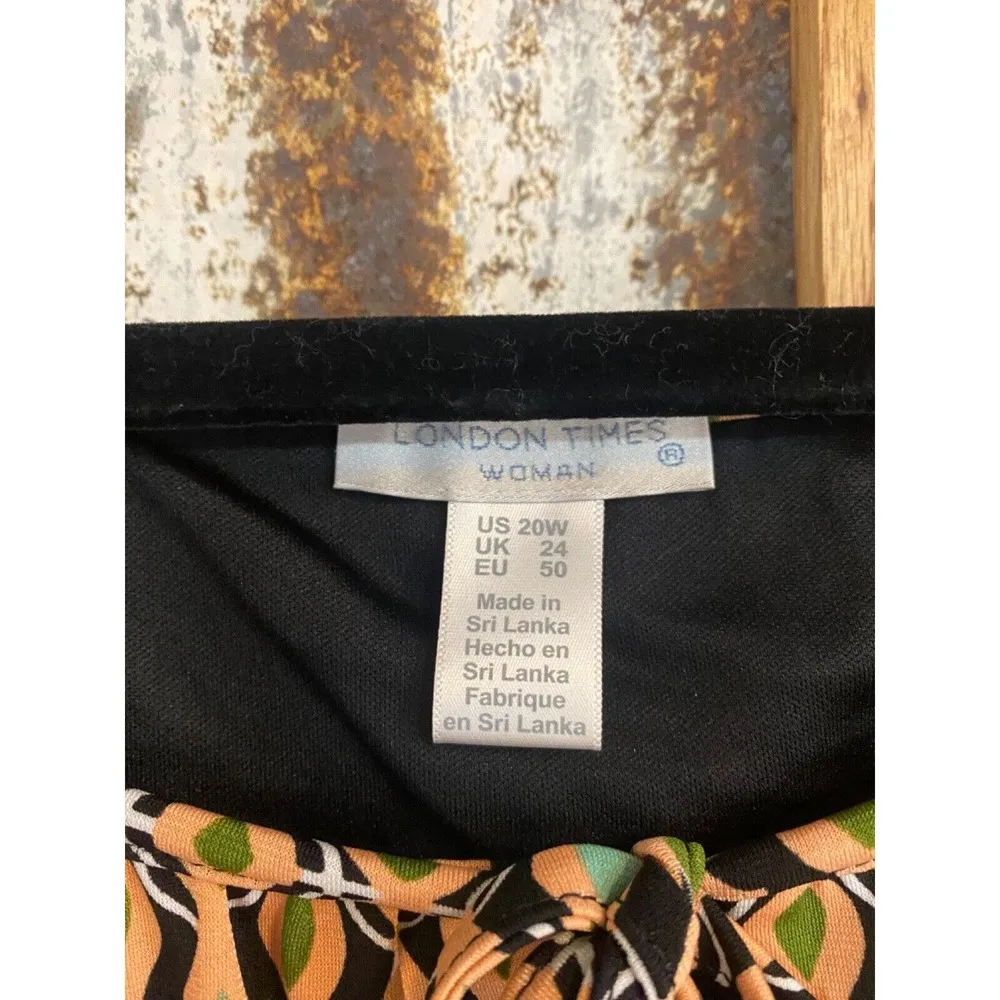 LONDON TIMES
WOMAN ®
US 20W
UK 24
EU 50
Made in
Sri Lanka
Hecho en
Sri Lanka
Fabrique
en Sri Lanka